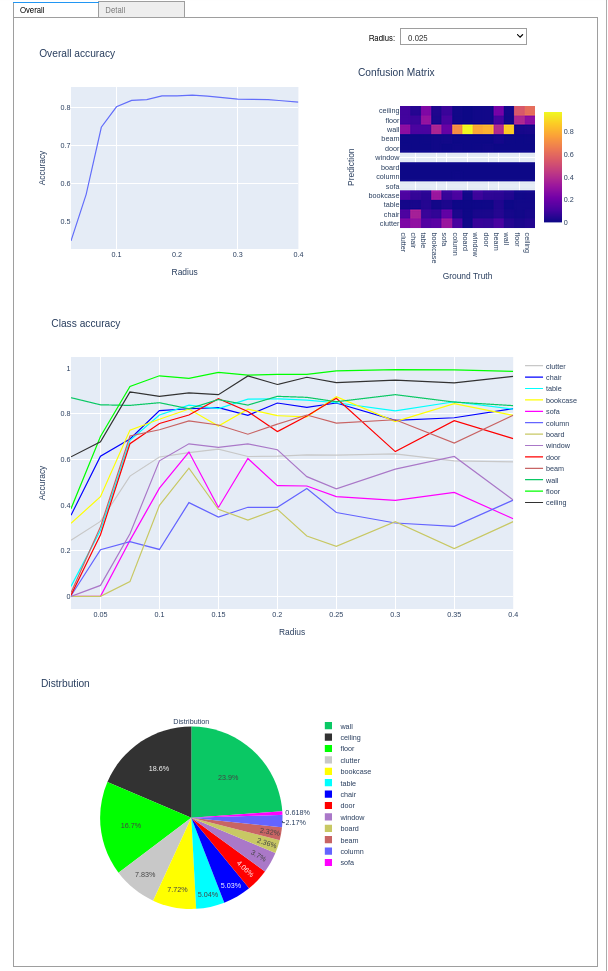 Overall
Detail
Radius:
0.025
Overall accuracy
0.8
0.7
0.6
0.5
0.1
0.2
0.3
0.4
Accuracy
Radius
Confusion Matrix
ceiling
floor
wall
beam
door
window
board
column
sofa
bookcase
table
chair
clutter
Prediction
clutter
chair
table
bookcase
sofa
column
board
window
door
beam
wall
floor
ceiling
Ground Truth
0.8
0.6
0.4
0.2
0
Class accuracy
1
0.8
0.6
0.4
0.2
0
0.05
0.1
0.15
0.2
0.25
0.3
0.35
0.4
Accuracy
Radius
clutter
chair
table
bookcase
sofa
column
board
window
door
beam
wall
floor
ceiling
Distrbution
Distribution
23.9%
18.6%
16.7%
7.83%
7.72%
5.04%
5.03%
4.06%
3.7%
2.36%
2.32%
2.17%
0.618%
wall
ceiling
floor
clutter
bookcase
table
chair
door
window
board
beam
column
sofa